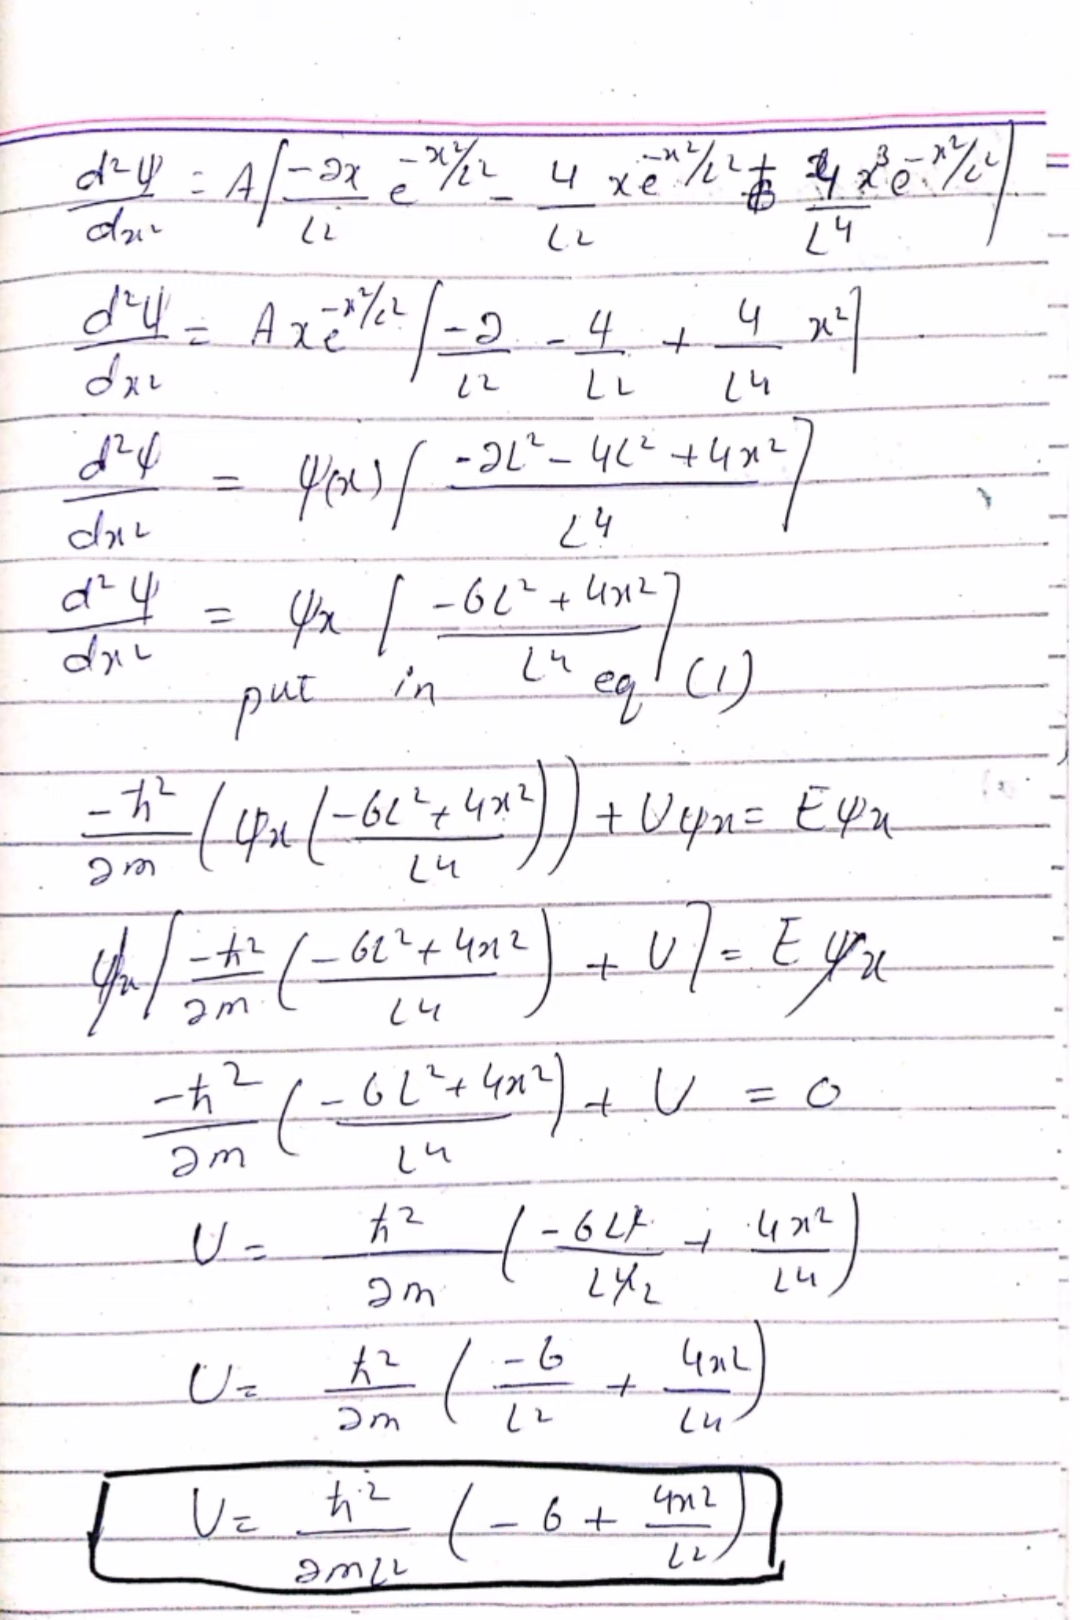 d²ψ/dx² = A[-2x/L² e^-x²/L² - 4/L² xe^-x²/L² + 4/L⁴ x³e^-x²/L²]
d²ψ/dx² = Axe^-x²/L² [-2/L² - 4/L² + 4/L⁴ x²]
d²ψ/dx² = ψ(x) [-2L² - 4L² + 4x² / L⁴]
d²ψ/dx² = ψx [-6L² + 4x² / L⁴]
put in eq (1)
-ħ²/2m (ψx (-6L² + 4x² / L⁴)) + Uψx = Eψx
ψx [-ħ²/2m (-6L² + 4x² / L⁴) + U] = Eψx
-ħ²/2m (-6L² + 4x² / L⁴) + U = 0
U = ħ²/2m (-6L²/L⁴2 + 4x²/L⁴)
U = ħ²/2m (-6/L² + 4x²/L⁴)
U = ħ²/2mL² (-6 + 4x²/L²)